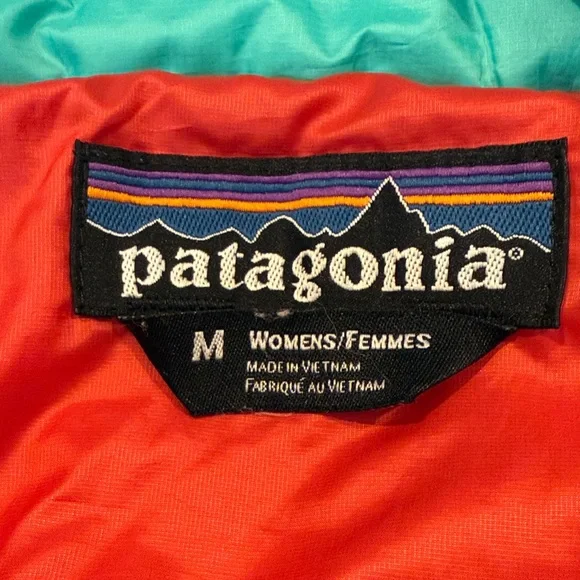 patagonia®
M WOMENS/FEMMES
MADE IN VIETNAM
FABRIQUÉ AU VIETNAM